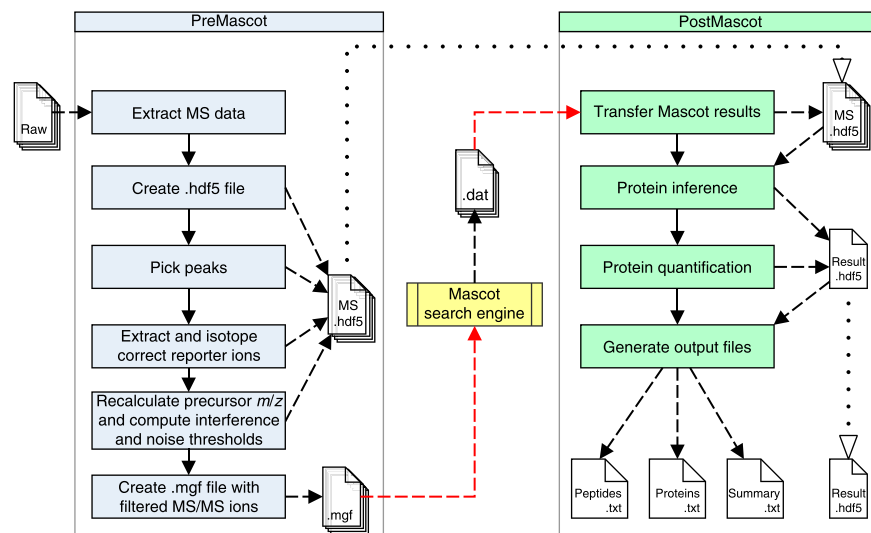 PreMascot
PostMascot
Raw
Extract MS data
Create .hdf5 file
Pick peaks
Extract and isotope
correct reporter ions
Recalculate precursor m/z
and compute interference
and noise thresholds
Create .mgf file with
filtered MS/MS ions
MS
.hdf5
.mgf
.dat
Mascot
search engine
Transfer Mascot results
Protein inference
Protein quantification
Generate output files
MS
.hdf5
Result
.hdf5
Peptides
.txt
Proteins
.txt
Summary
.txt
Result
.hdf5